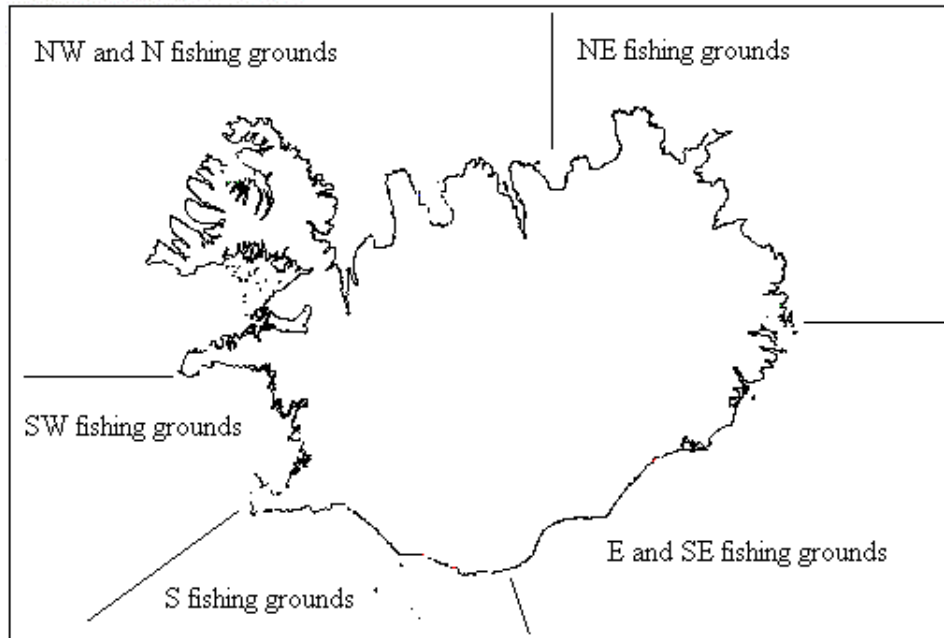 NW and N fishing grounds
NE fishing grounds
SW fishing grounds
E and SE fishing grounds
S fishing grounds